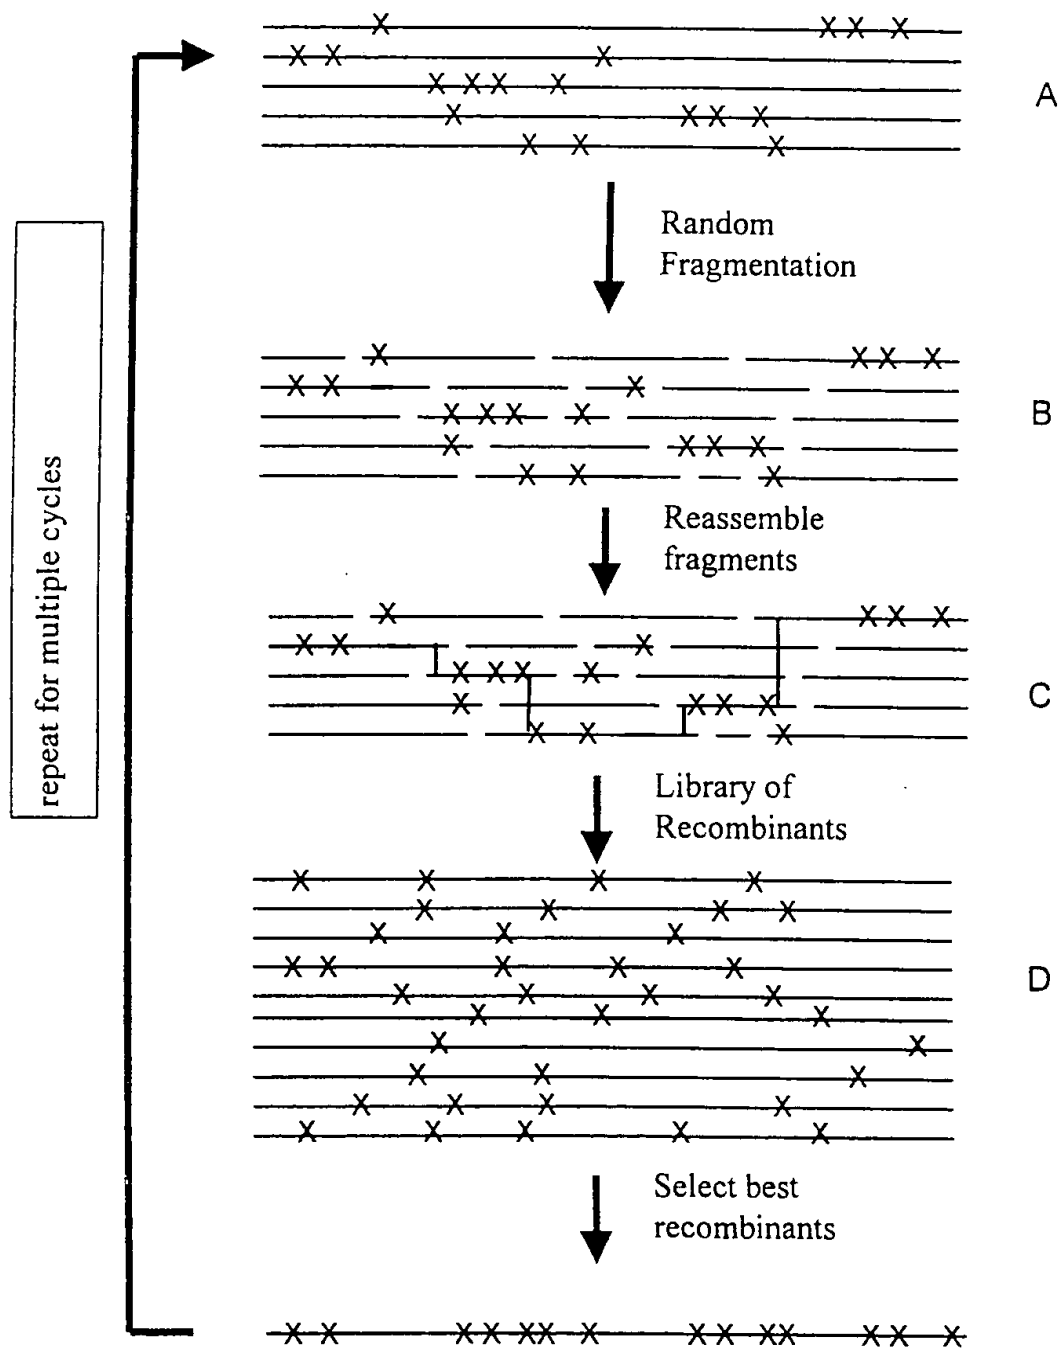 A
Random
Fragmentation
B
Reassemble
fragments
C
Library of
Recombinants
D
Select best
recombinants
repeat for multiple cycles